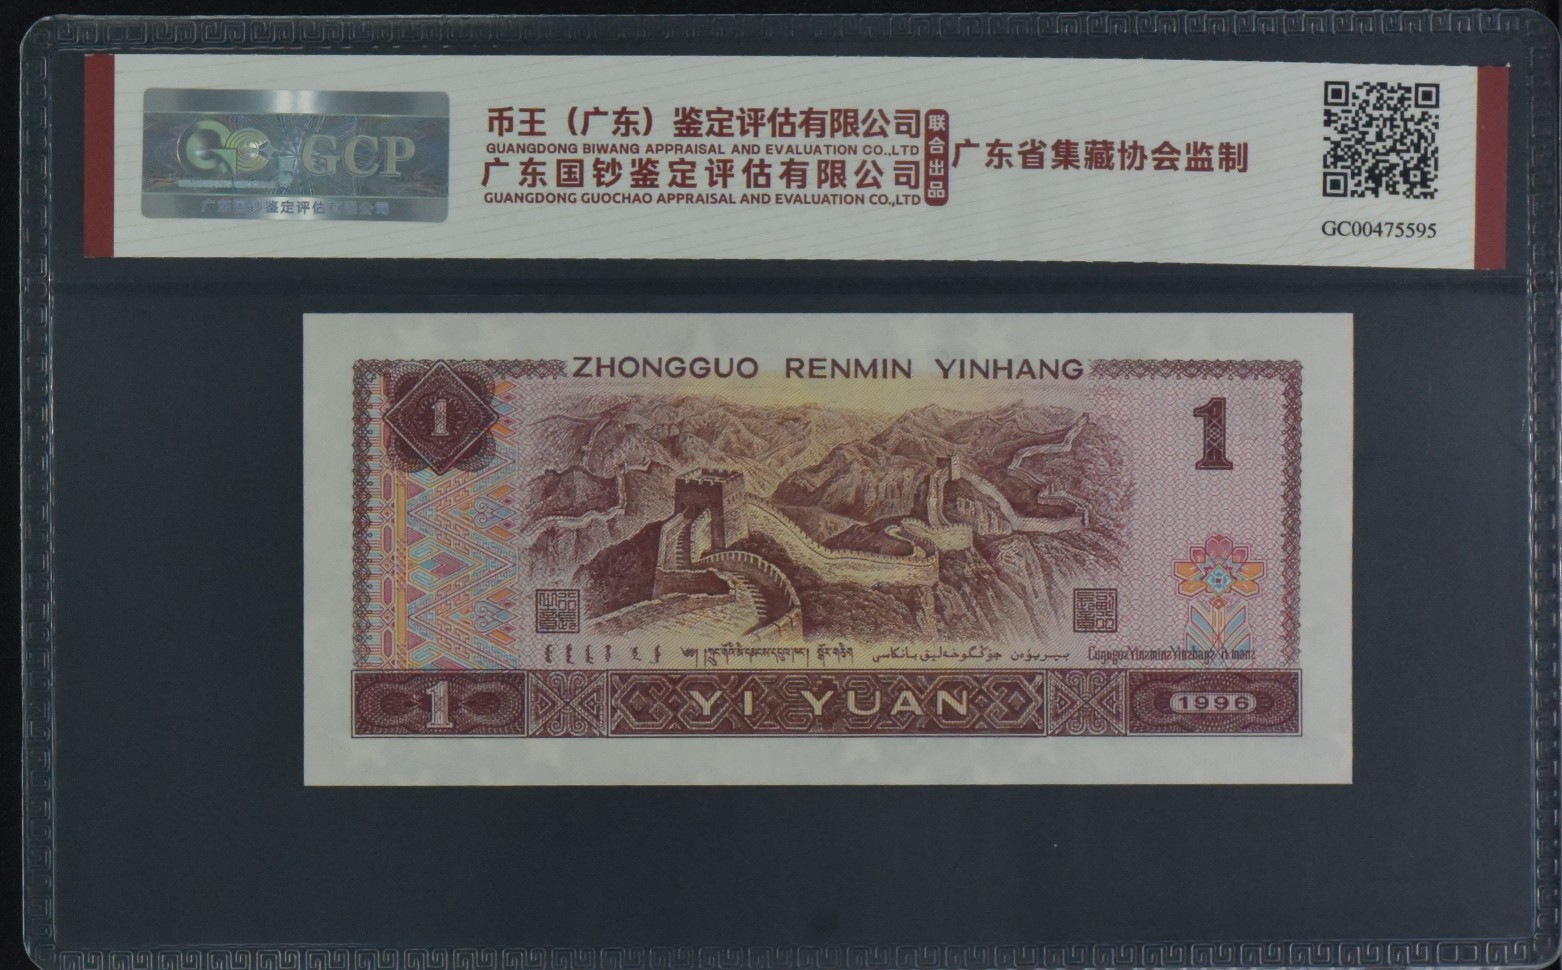 GCP
币王（广东）鉴定评估有限公司
GUANGDONG BIWANG APPRAISAL AND EVALUATION CO.,LTD
广东国钞鉴定评估有限公司
GUANGDONG GUOCHAO APPRAISAL AND EVALUATION CO.,LTD
联合出品
广东省集藏协会监制
GC00475595
ZHONGGUO RENMIN YINHANG
1
1
1
YI YUAN
1996